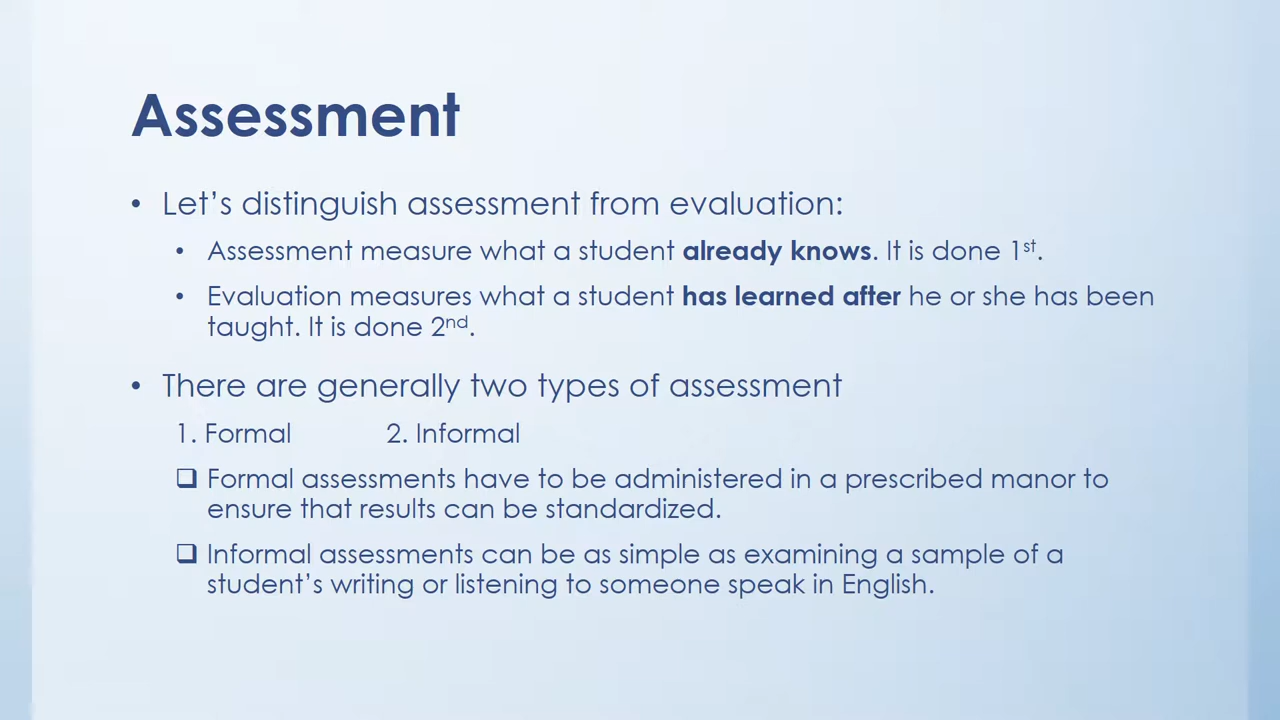 Assessment
• Let’s distinguish assessment from evaluation:
• Assessment measure what a student already knows. It is done 1st.
• Evaluation measures what a student has learned after he or she has been
taught. It is done 2nd.
• There are generally two types of assessment
1. Formal 2. Informal
❑ Formal assessments have to be administered in a prescribed manor to
ensure that results can be standardized.
❑ Informal assessments can be as simple as examining a sample of a
student’s writing or listening to someone speak in English.